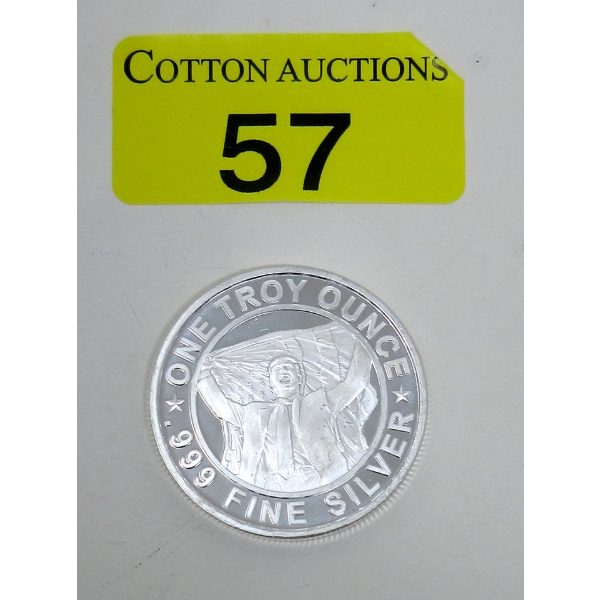 COTTON AUCTIONS
57
★ ONE TROY OUNCE ★
.999 FINE SILVER